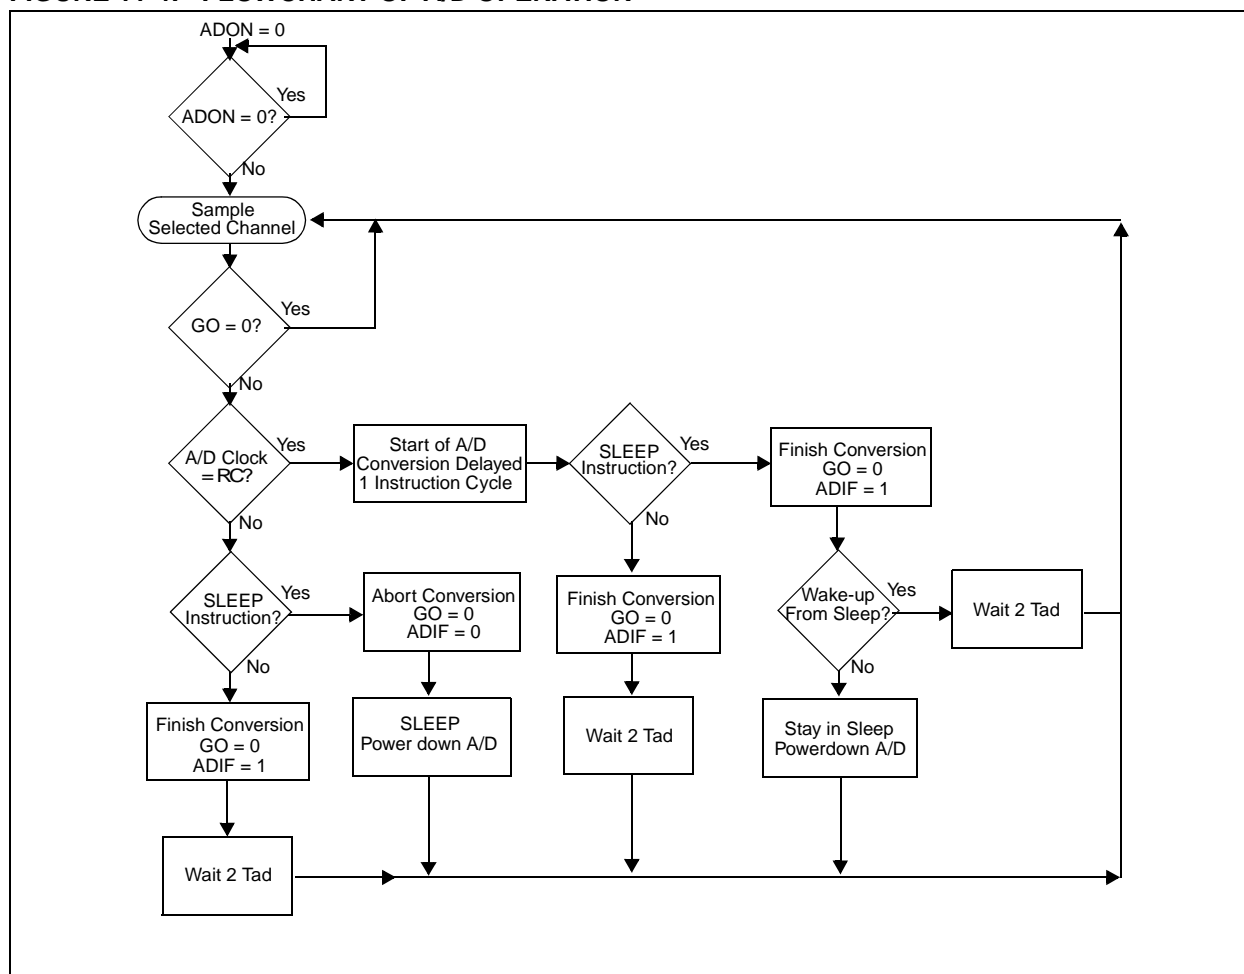 ADON = 0
Yes
ADON = 0?
No
Sample
Selected Channel
Yes
GO = 0?
No
Yes
A/D Clock
= RC?
No
Start of A/D
Conversion Delayed
1 Instruction Cycle
SLEEP
Instruction?
Yes
No
Finish Conversion
GO = 0
ADIF = 1
SLEEP
Instruction?
Yes
No
Abort Conversion
GO = 0
ADIF = 0
Finish Conversion
GO = 0
ADIF = 1
Wake-up
From Sleep?
Yes
No
Wait 2 Tad
Finish Conversion
GO = 0
ADIF = 1
SLEEP
Power down A/D
Wait 2 Tad
Stay in Sleep
Powerdown A/D
Wait 2 Tad